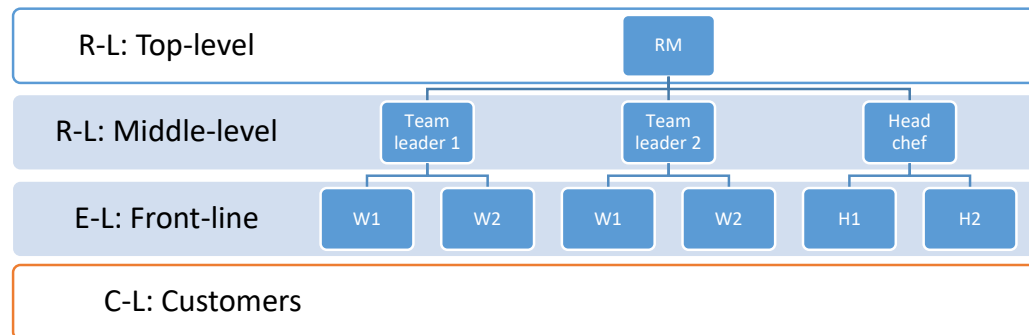 R-L: Top-level
RM
R-L: Middle-level
Team
leader 1
Team
leader 2
Head
chef
E-L: Front-line
W1
W2
W1
W2
H1
H2
C-L: Customers